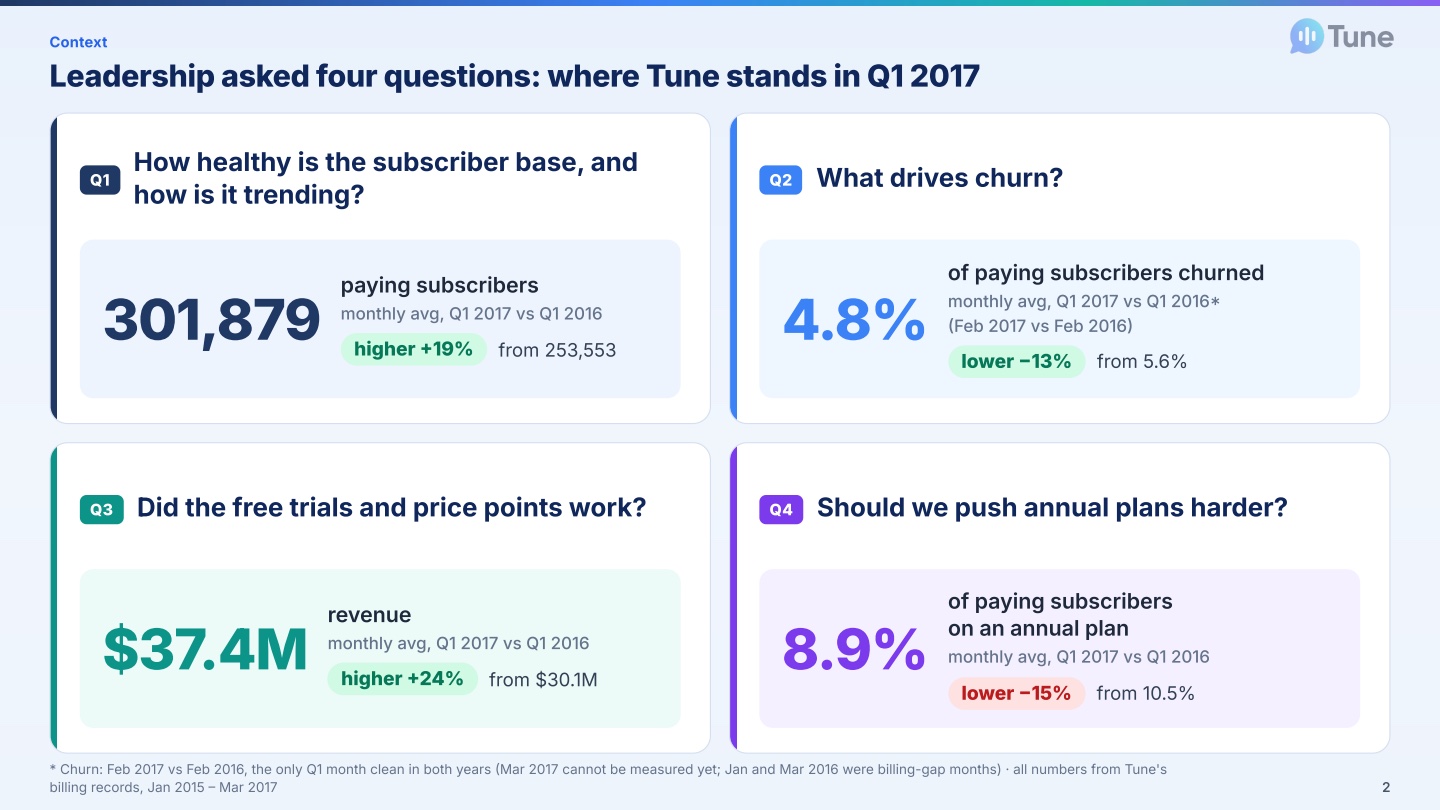 Context
Tune
Leadership asked four questions: where Tune stands in Q1 2017
Q1
How healthy is the subscriber base, and
how is it trending?
301,879
paying subscribers
monthly avg, Q1 2017 vs Q1 2016
higher +19% from 253,553
Q2
What drives churn?
4.8%
of paying subscribers churned
monthly avg, Q1 2017 vs Q1 2016*
(Feb 2017 vs Feb 2016)
lower −13% from 5.6%
Q3
Did the free trials and price points work?
$37.4M
revenue
monthly avg, Q1 2017 vs Q1 2016
higher +24% from $30.1M
Q4
Should we push annual plans harder?
8.9%
of paying subscribers
on an annual plan
monthly avg, Q1 2017 vs Q1 2016
lower −15% from 10.5%
* Churn: Feb 2017 vs Feb 2016, the only Q1 month clean in both years (Mar 2017 cannot be measured yet; Jan and Mar 2016 were billing-gap months) · all numbers from Tune's
billing records, Jan 2015 – Mar 2017
2